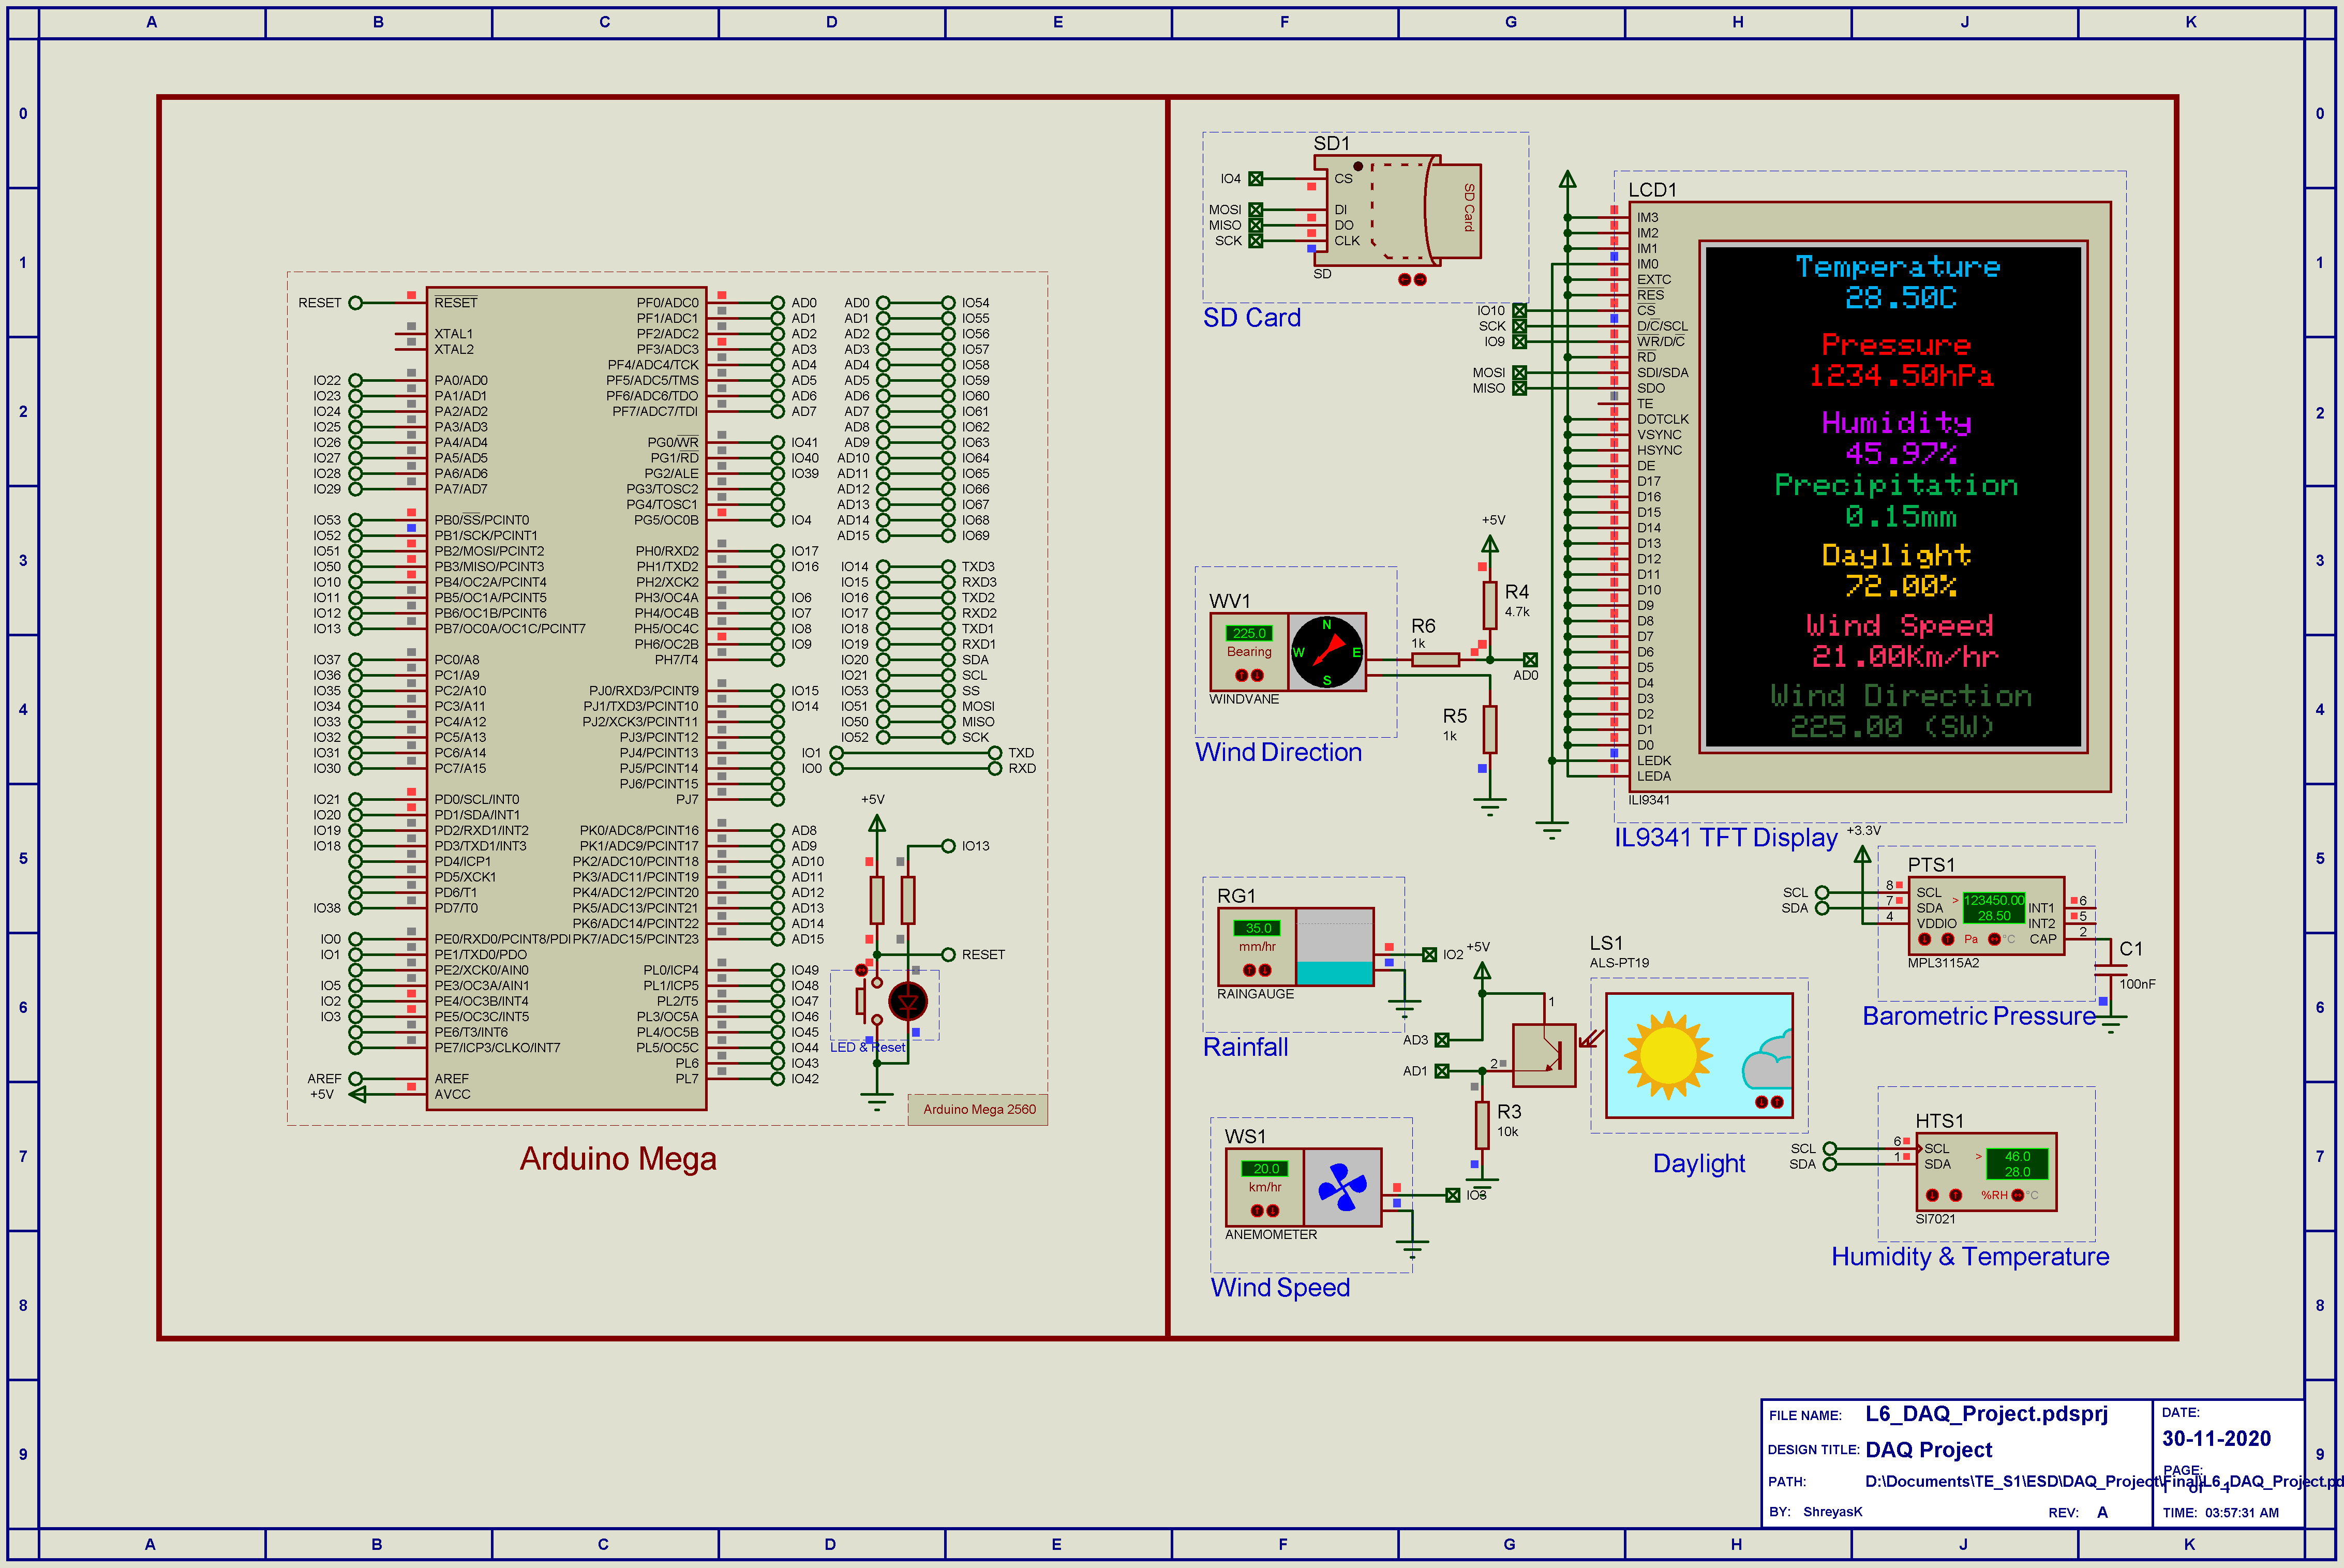 A B C D E F G H J K
0 1 2 3 4 5 6 7 8 9
RESET
IO22
IO23
IO24
IO25
IO26
IO27
IO28
IO29
IO53
IO52
IO51
IO50
IO10
IO11
IO12
IO13
IO37
IO36
IO35
IO34
IO33
IO32
IO31
IO30
IO21
IO20
IO19
IO18
IO38
IO0
IO1
IO5
IO2
IO3
AREF
+5V
RESET
XTAL1
XTAL2
PA0/AD0
PA1/AD1
PA2/AD2
PA3/AD3
PA4/AD4
PA5/AD5
PA6/AD6
PA7/AD7
PB0/SS/PCINT0
PB1/SCK/PCINT1
PB2/MOSI/PCINT2
PB3/MISO/PCINT3
PB4/OC2A/PCINT4
PB5/OC1A/PCINT5
PB6/OC1B/PCINT6
PB7/OC0A/OC1C/PCINT7
PC0/A8
PC1/A9
PC2/A10
PC3/A11
PC4/A12
PC5/A13
PC6/A14
PC7/A15
PD0/SCL/INT0
PD1/SDA/INT1
PD2/RXD1/INT2
PD3/TXD1/INT3
PD4/ICP1
PD5/XCK1
PD6/T1
PD7/T0
PE0/RXD0/PCINT8/PDI
PE1/TXD0/PDO
PE2/XCK0/AIN0
PE3/OC3A/AIN1
PE4/OC3B/INT4
PE5/OC3C/INT5
PE6/T3/INT6
PE7/ICP3/CLKO/INT7
AREF
AVCC
PF0/ADC0
PF1/ADC1
PF2/ADC2
PF3/ADC3
PF4/ADC4/TCK
PF5/ADC5/TMS
PF6/ADC6/TDO
PF7/ADC7/TDI
PG0/WR
PG1/RD
PG2/ALE
PG3/TOSC2
PG4/TOSC1
PG5/OC0B
PH0/RXD2
PH1/TXD2
PH2/XCK2
PH3/OC4A
PH4/OC4B
PH5/OC4C
PH6/OC2B
PH7/T4
PJ0/RXD3/PCINT9
PJ1/TXD3/PCINT10
PJ2/XCK3/PCINT11
PJ3/PCINT12
PJ4/PCINT13
PJ5/PCINT14
PJ6/PCINT15
PJ7
PK0/ADC8/PCINT16
PK1/ADC9/PCINT17
PK2/ADC10/PCINT18
PK3/ADC11/PCINT19
PK4/ADC12/PCINT20
PK5/ADC13/PCINT21
PK6/ADC14/PCINT22
PK7/ADC15/PCINT23
PL0/ICP4
PL1/ICP5
PL2/T5
PL3/OC5A
PL4/OC5B
PL5/OC5C
PL6
PL7
AD0
AD1
AD2
AD3
AD4
AD5
AD6
AD7
IO41
IO40
IO39
IO4
IO17
IO16
IO6
IO7
IO8
IO9
IO15
IO14
AD8
AD9
AD10
AD11
AD12
AD13
AD14
AD15
IO49
IO48
IO47
IO46
IO45
IO44
IO43
IO42
AD0 IO54
AD1 IO55
AD2 IO56
AD3 IO57
AD4 IO58
AD5 IO59
AD6 IO60
AD7 IO61
AD8 IO62
AD9 IO63
AD10 IO64
AD11 IO65
AD12 IO66
AD13 IO67
AD14 IO68
AD15 IO69
IO14 TXD3
IO15 RXD3
IO16 TXD2
IO17 RXD2
IO18 TXD1
IO19 RXD1
IO20 SDA
IO21 SCL
IO53 SS
IO51 MOSI
IO50 MISO
IO52 SCK
IO1 TXD
IO0 RXD
+5V
IO13
RESET
LED & Reset
Arduino Mega 2560
Arduino Mega
SD1
IO4 CS
MOSI DI
MISO DO
SCK CLK
SD Card
SD
SD Card
LCD1
IO10
SCK
IO9
MOSI
MISO
IM3
IM2
IM1
IM0
EXTC
RES
CS
D/C/SCL
WR/D/C
RD
SDI/SDA
SDO
TE
DOTCLK
VSYNC
HSYNC
DE
D17
D16
D15
D14
D13
D12
D11
D10
D9
D8
D7
D6
D5
D4
D3
D2
D1
D0
LEDK
LEDA
ILI9341
Temperature
28.50C
Pressure
1234.50hPa
Humidity
45.97%
Precipitation
0.15mm
Daylight
72.00%
Wind Speed
21.00Km/hr
Wind Direction
225.00 (SW)
IL9341 TFT Display
+5V
R4
4.7k
WV1
225.0
Bearing
N
W E
S
WINDVANE
R6
1k
AD0
R5
1k
Wind Direction
RG1
35.0
mm/hr
RAINGAUGE
IO2
Rainfall
+5V
AD3
AD1
1
2
R3
10k
LS1
ALS-PT19
Daylight
WS1
20.0
km/hr
ANEMOMETER
IO3
Wind Speed
+3.3V
PTS1
SCL 8 SCL
SDA 7 SDA
4 VDDIO
> 123450.00
28.50
Pa °C
INT1 6
INT2 5
CAP 2
MPL3115A2
C1
100nF
Barometric Pressure
HTS1
SCL 6 SCL
SDA 1 SDA
> 46.0
28.0
%RH °C
SI7021
Humidity & Temperature
FILE NAME: L6_DAQ_Project.pdsprj
DESIGN TITLE: DAQ Project
PATH: D:\Documents\TE_S1\ESD\DAQ_Project\Final\L6_DAQ_Project.pd
BY: ShreyasK
REV: A
DATE:
30-11-2020
PAGE:
TIME: 03:57:31 AM
0 1 2 3 4 5 6 7 8 9
A B C D E F G H J K